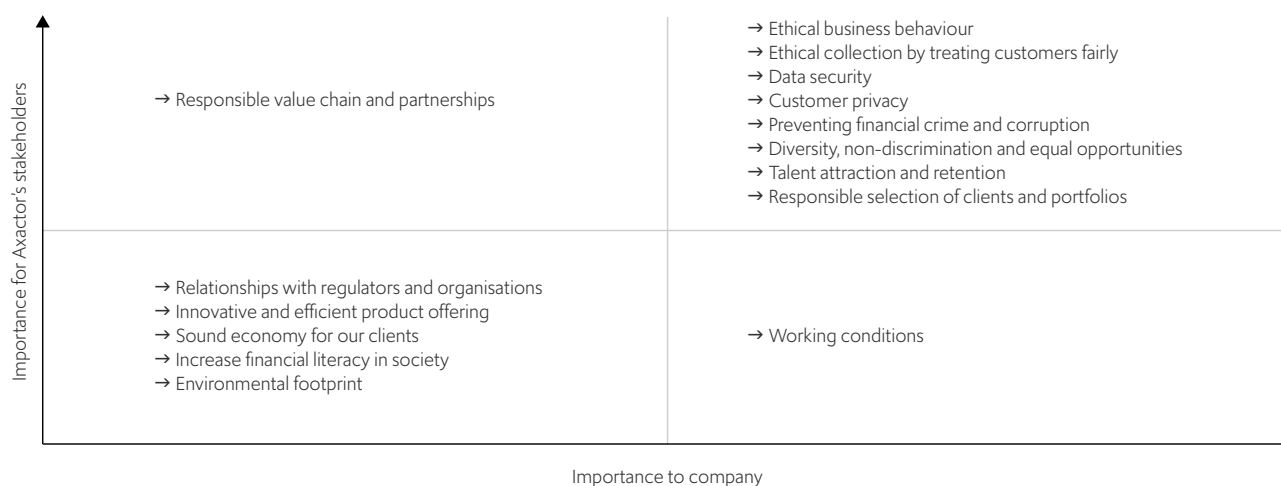 Importance for Axactor's stakeholders
→ Responsible value chain and partnerships
→ Ethical business behaviour
→ Ethical collection by treating customers fairly
→ Data security
→ Customer privacy
→ Preventing financial crime and corruption
→ Diversity, non-discrimination and equal opportunities
→ Talent attraction and retention
→ Responsible selection of clients and portfolios
→ Relationships with regulators and organisations
→ Innovative and efficient product offering
→ Sound economy for our clients
→ Increase financial literacy in society
→ Environmental footprint
→ Working conditions
Importance to company